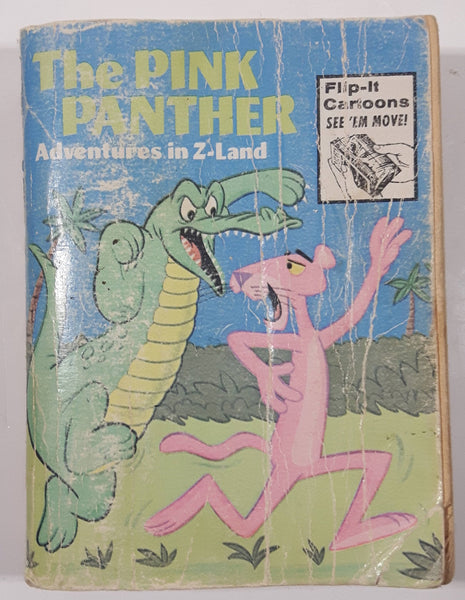 The PINK
PANTHER
Adventures in Z-Land
Flip-It
Cartoons
SEE 'EM MOVE!